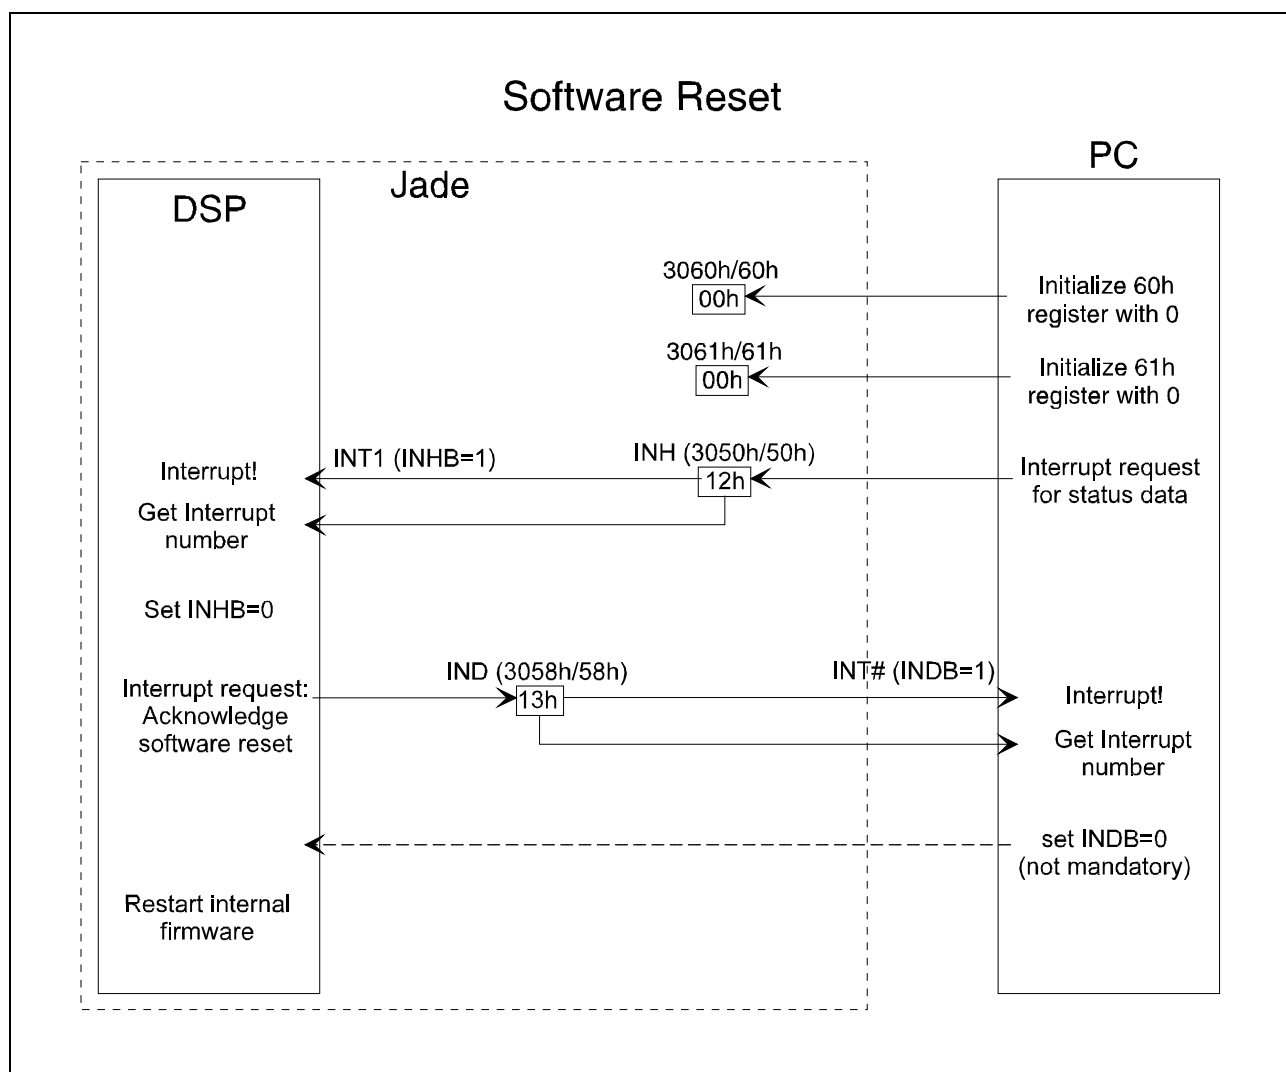 Software Reset
PC
Jade
DSP
3060h/60h
00h
Initialize 60h
register with 0
3061h/61h
00h
Initialize 61h
register with 0
Interrupt!
INT1 (INHB=1)
INH (3050h/50h)
12h
Interrupt request
for status data
Get Interrupt
number
Set INHB=0
Interrupt request:
Acknowledge
software reset
IND (3058h/58h)
13h
INT# (INDB=1)
Interrupt!
Get Interrupt
number
set INDB=0
(not mandatory)
Restart internal
firmware